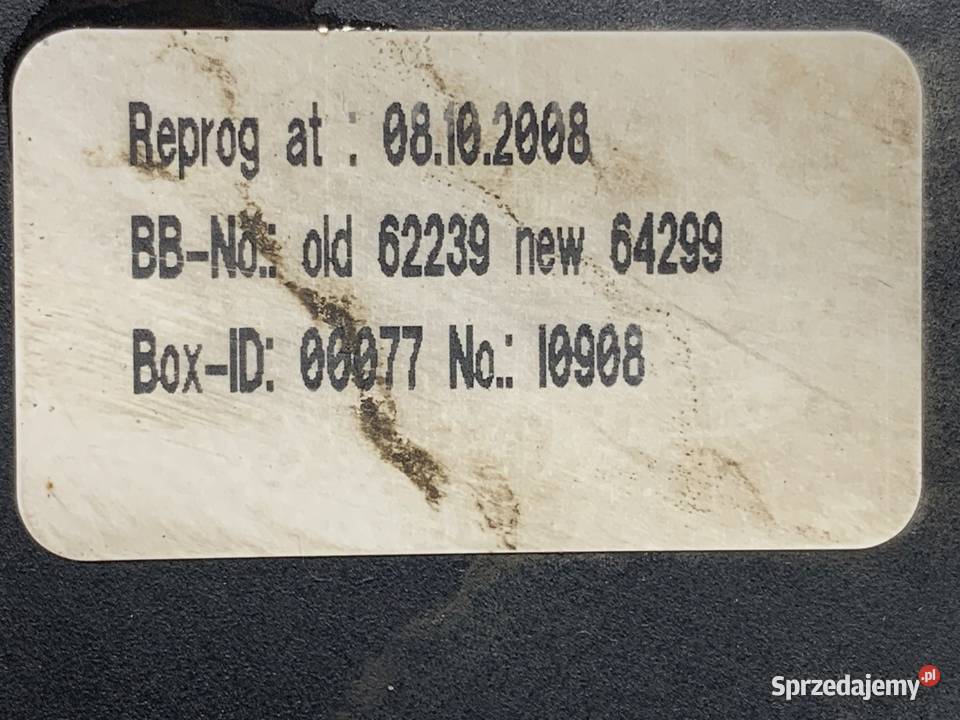 Reprog at : 08.10.2008
BB-No.: old 62239 new 64299
Box-ID: 00077 No.: 10908
Sprzedajemy.pl